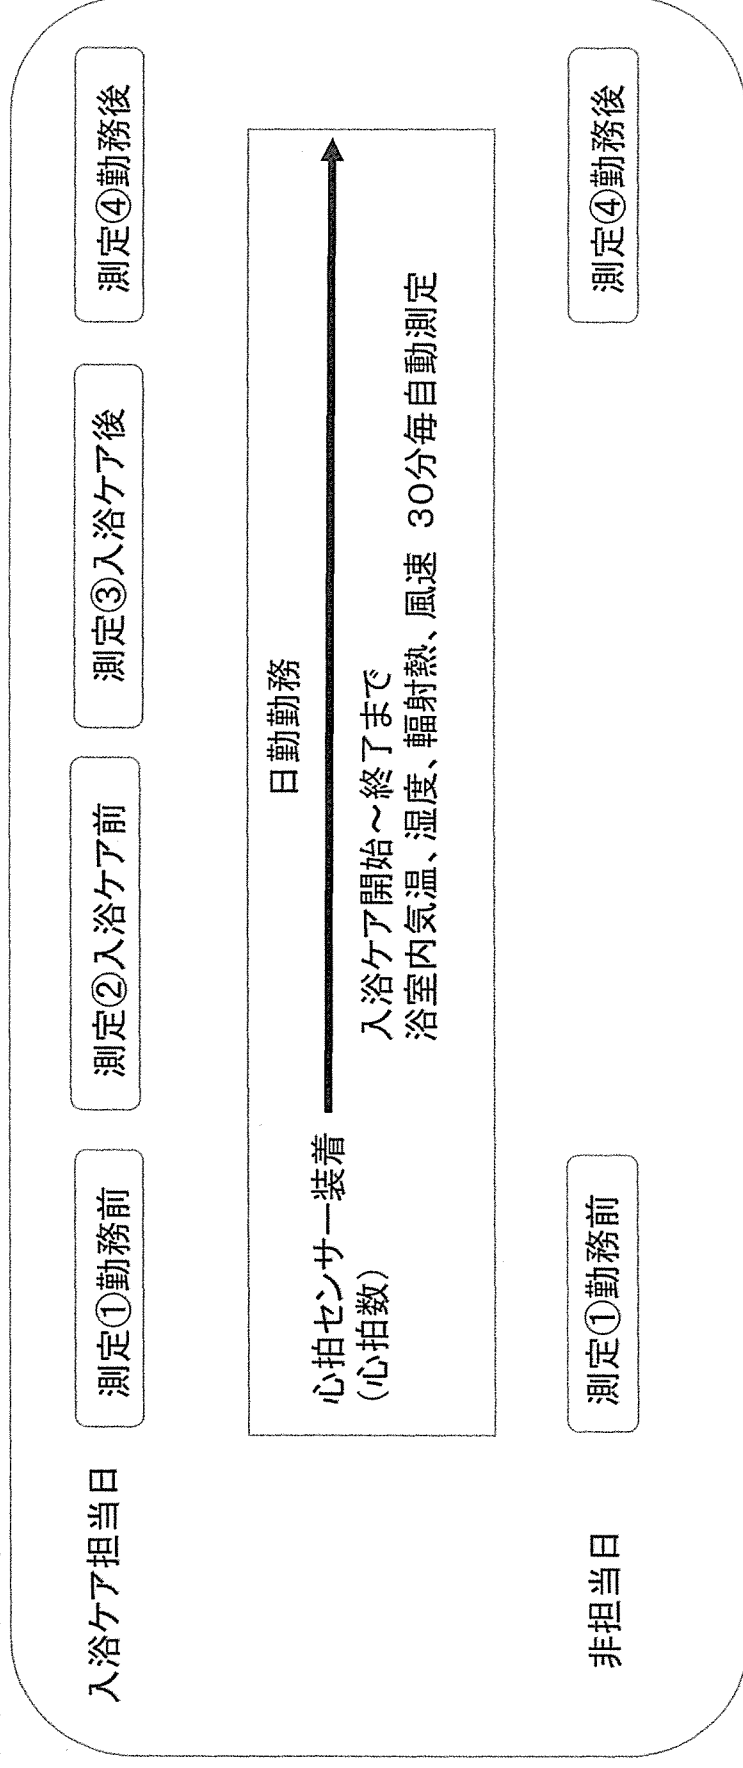 入浴ケア担当日
測定①勤務前
測定②入浴ケア前
測定③入浴ケア後
測定④勤務後
日勤勤務
心拍センサー装着
（心拍数）
入浴ケア開始～終了まで
浴室内気温、湿度、輻射熱、風速 30分毎自動測定
非担当日
測定①勤務前
測定④勤務後